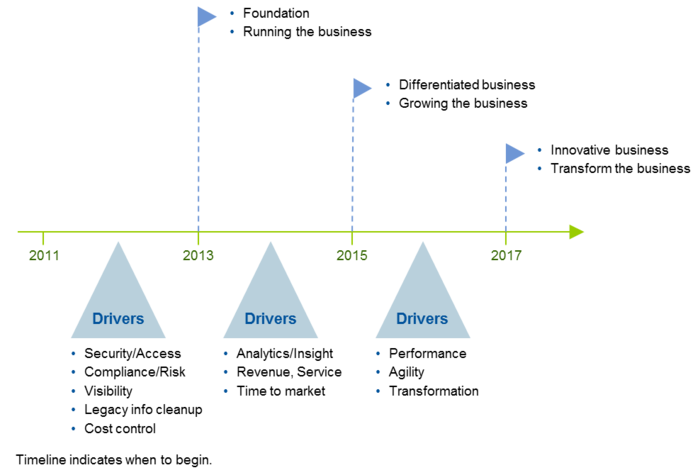 • Foundation
• Running the business
• Differentiated business
• Growing the business
• Innovative business
• Transform the business
2011
2013
2015
2017
Drivers
• Security/Access
• Compliance/Risk
• Visibility
• Legacy info cleanup
• Cost control
Drivers
• Analytics/Insight
• Revenue, Service
• Time to market
Drivers
• Performance
• Agility
• Transformation
Timeline indicates when to begin.